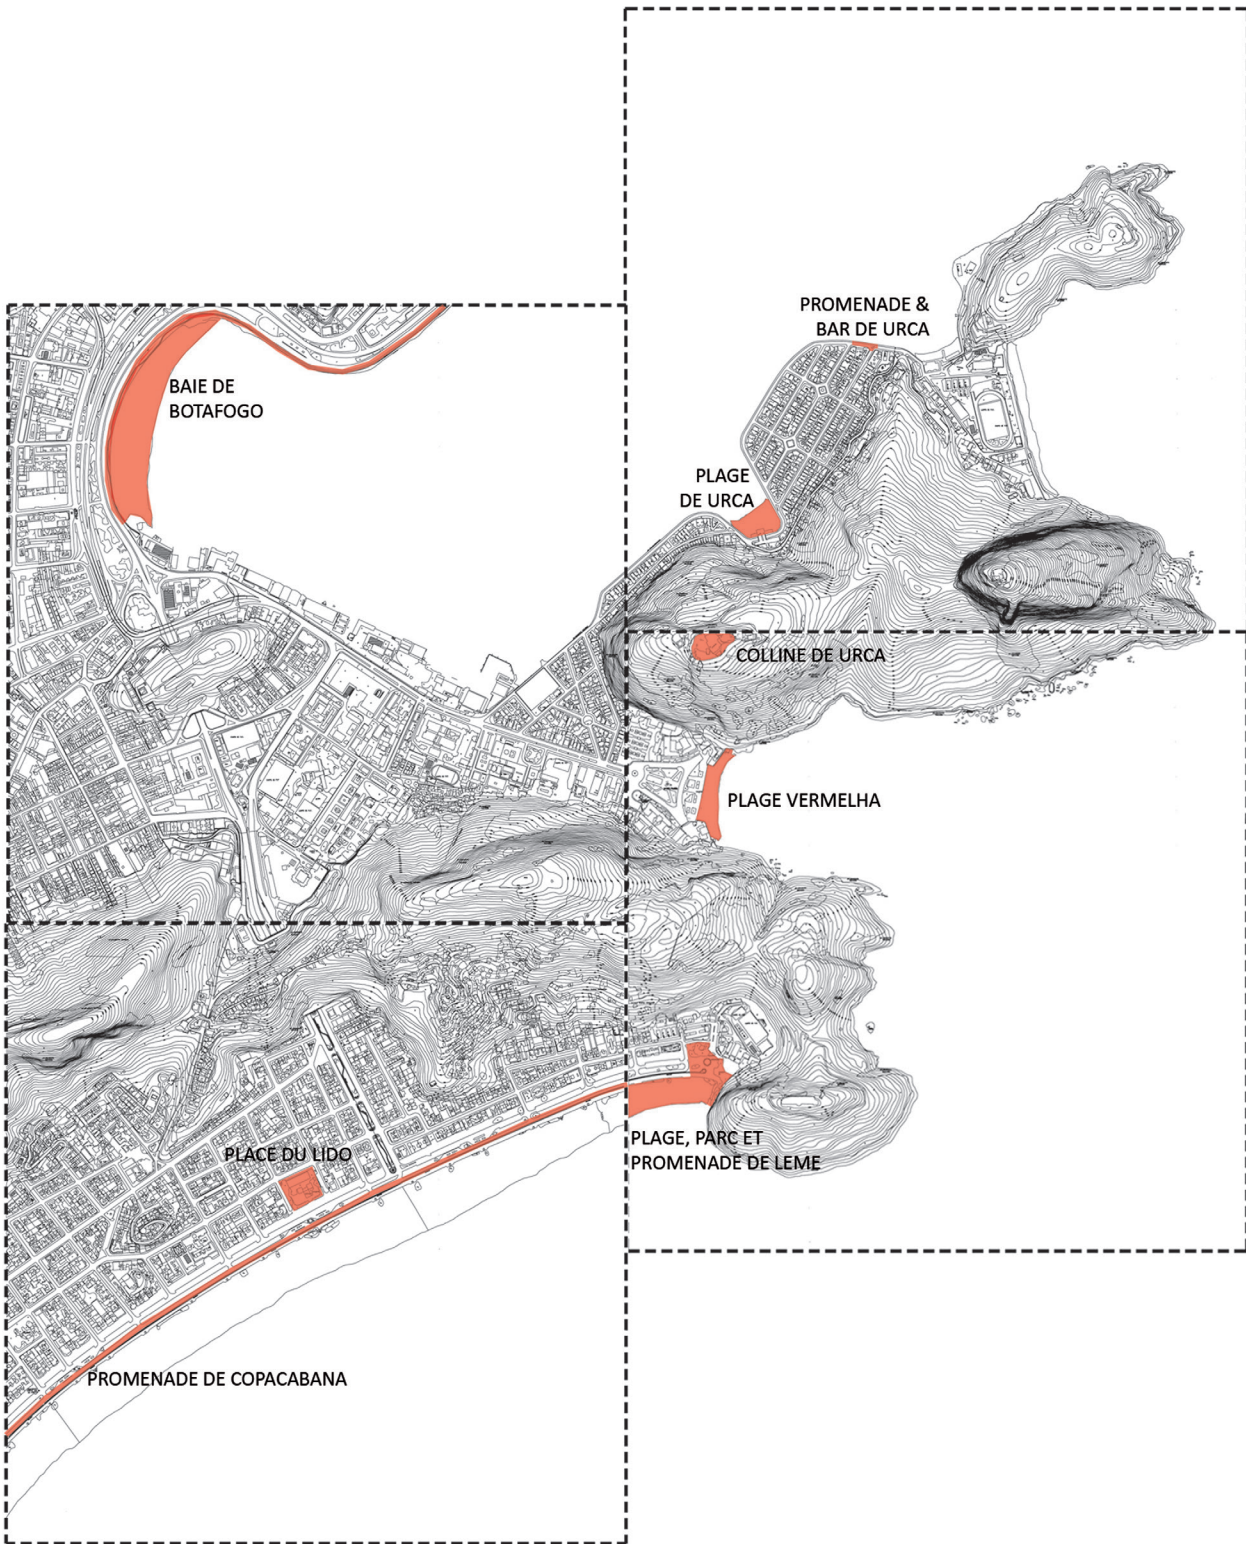 PROMENADE &
BAR DE URCA
BAIE DE
BOTAFOGO
PLAGE
DE URCA
COLLINE DE URCA
PLAGE VERMELHA
PLAGE, PARC ET
PROMENADE DE LEME
PLACE DU LIDO
PROMENADE DE COPACABANA